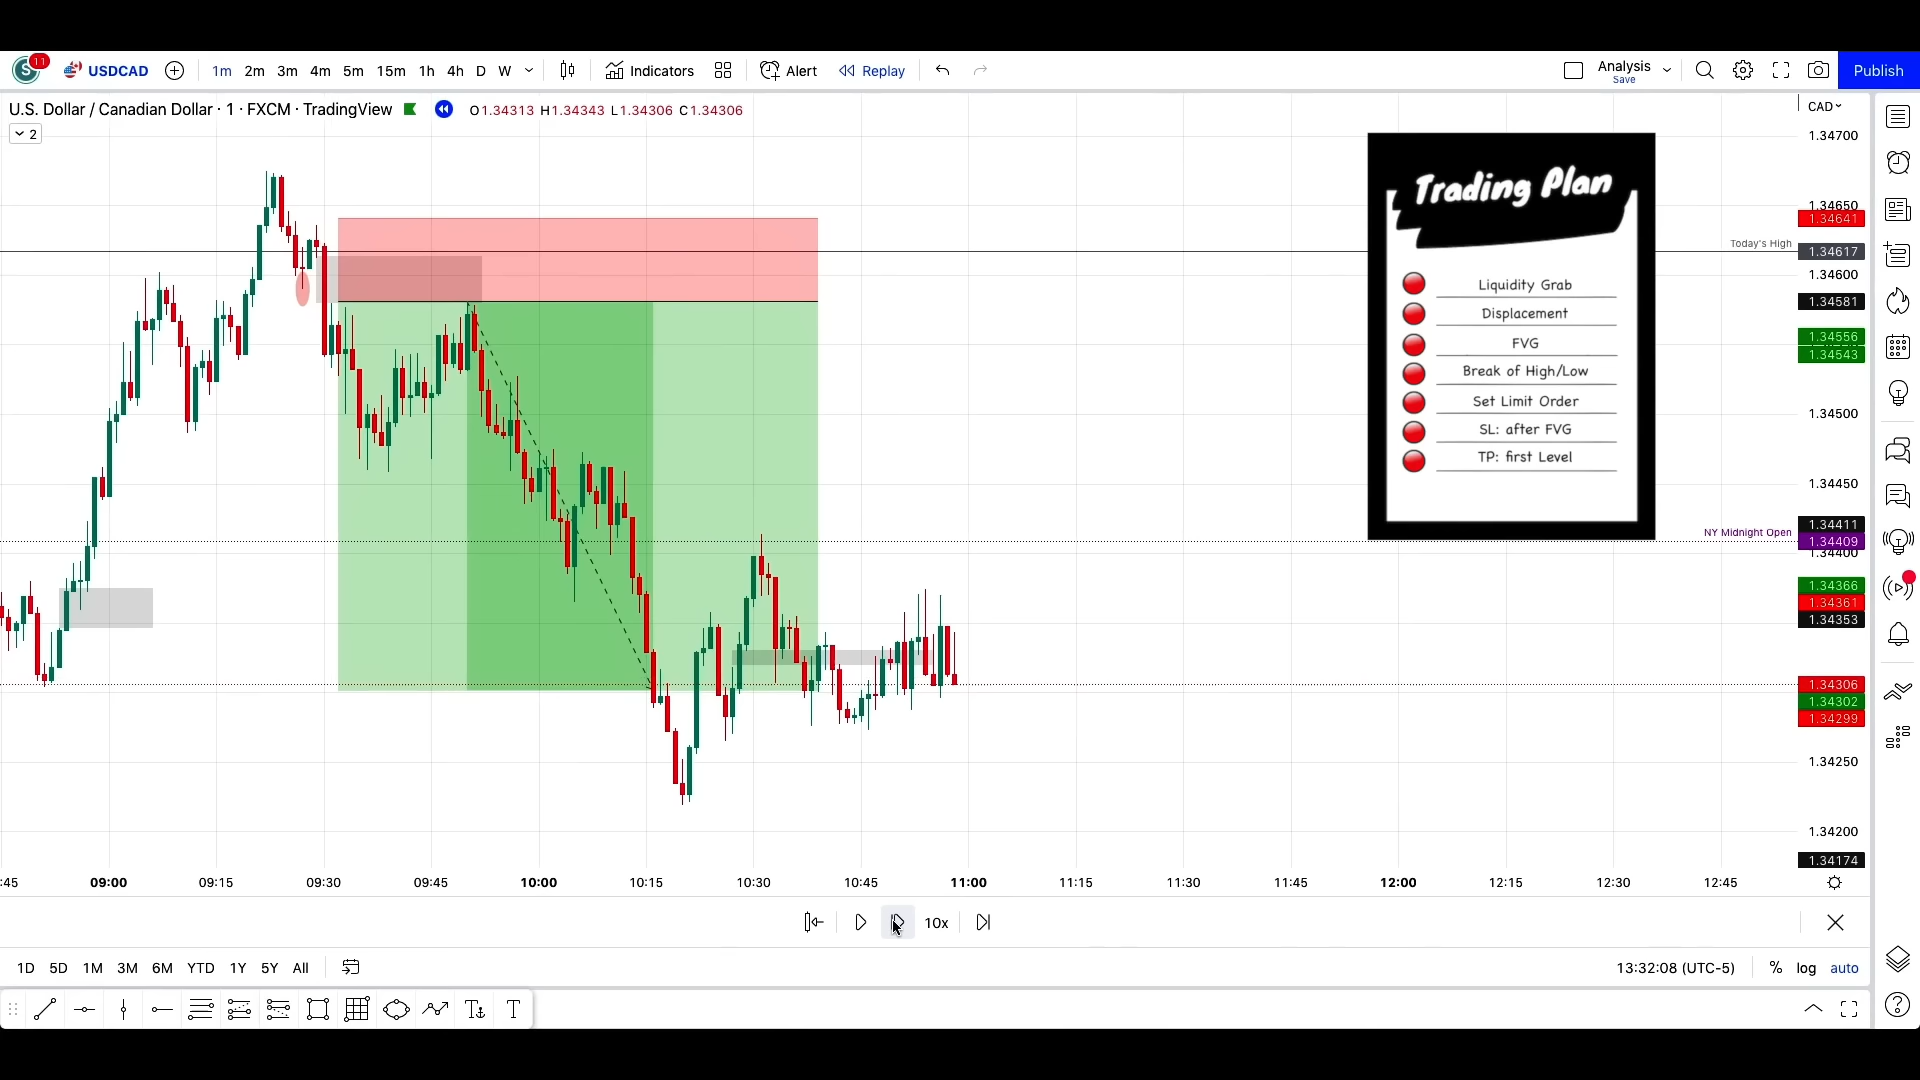 S 11 USDCAD 1m 2m 3m 4m 5m 15m 1h 4h D W Indicators Alert Replay Analysis Save Publish
U.S. Dollar / Canadian Dollar · 1 · FXCM · TradingView O1.34313 H1.34343 L1.34306 C1.34306
2
CAD
1.34700
1.34650
1.34641
Today's High
1.34617
1.34600
1.34581
1.34556
1.34543
1.34500
1.34450
1.34411
NY Midnight Open
1.34409
1.34400
1.34366
1.34361
1.34353
1.34306
1.34302
1.34299
1.34250
1.34200
1.34174
Trading Plan
Liquidity Grab
Displacement
FVG
Break of High/Low
Set Limit Order
SL: after FVG
TP: first Level
:45 09:00 09:15 09:30 09:45 10:00 10:15 10:30 10:45 11:00 11:15 11:30 11:45 12:00 12:15 12:30 12:45
10x
1D 5D 1M 3M 6M YTD 1Y 5Y All 13:32:08 (UTC-5) % log auto
T T